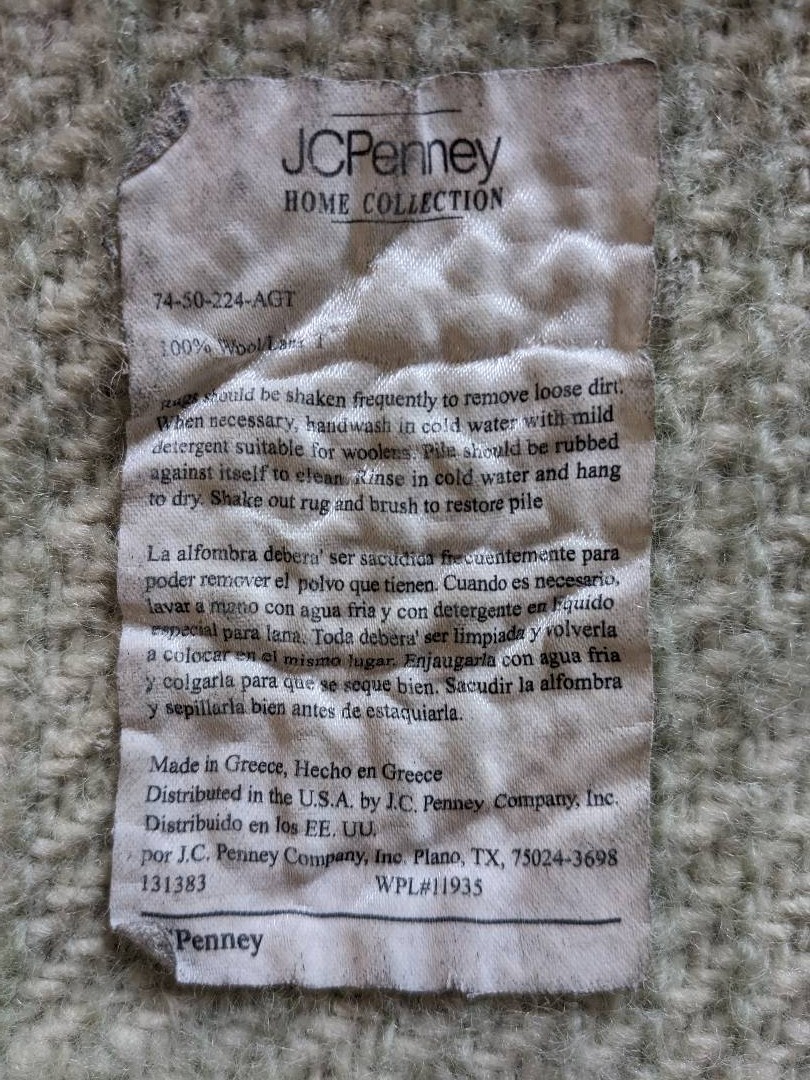 JCPenney
HOME COLLECTION
74-50-224-AGT
100% Wool/Lana
Rugs should be shaken frequently to remove loose dirt.
When necessary, handwash in cold water with mild
detergent suitable for woolens. Pile should be rubbed
against itself to clean. Rinse in cold water and hang
to dry. Shake out rug and brush to restore pile
La alfombra debera' ser sacudida frecuentemente para
poder remover el polvo que tienen. Cuando es necesario,
lavar a mano con agua fria y con detergente en liquido
especial para lana. Toda debera' ser limpiada y volverla
a colocar en el mismo lugar. Enjaugarla con agua fria
y colgarla para que se seque bien. Sacudir la alfombra
y sepillarla bien antes de estaquiarla.
Made in Greece, Hecho en Greece
Distributed in the U.S.A. by J.C. Penney Company, Inc.
Distribuido en los EE. UU.
por J.C. Penney Company, Inc. Plano, TX, 75024-3698
131383 WPL#11935
Penney